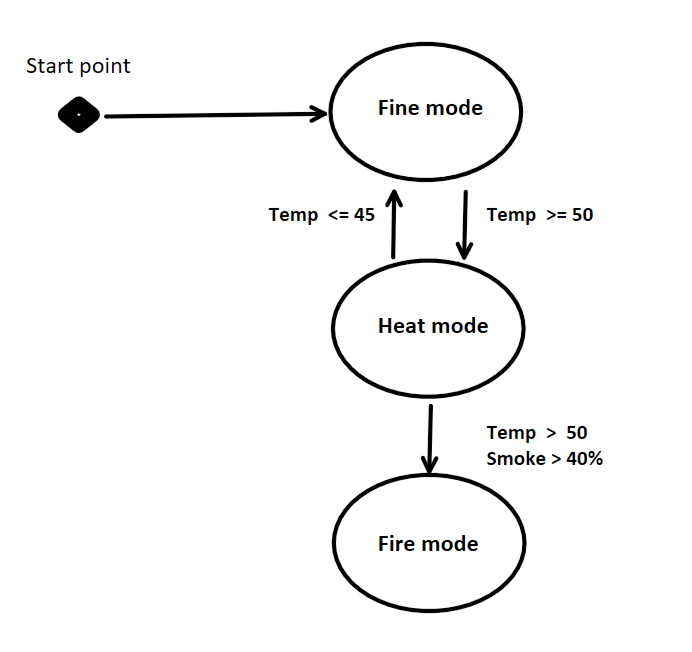 Start point
Fine mode
Temp <= 45
Temp >= 50
Heat mode
Temp > 50
Smoke > 40%
Fire mode